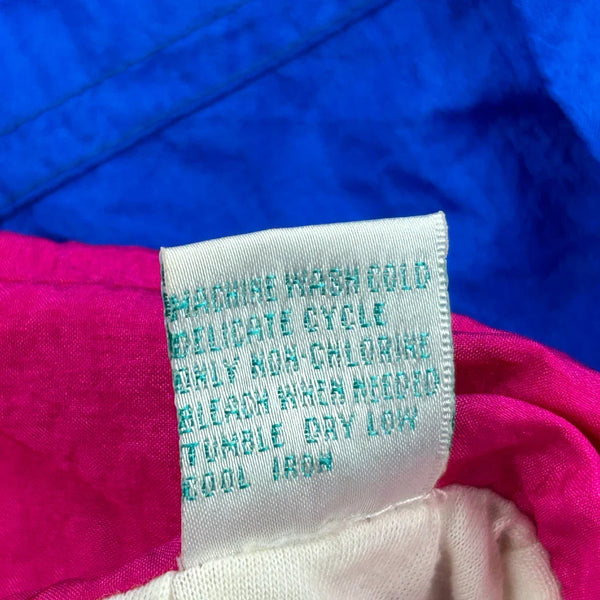 MACHINE WASH COLD
DELICATE CYCLE
ONLY NON-CHLORINE
BLEACH WHEN NEEDED
TUMBLE DRY LOW
COOL IRON